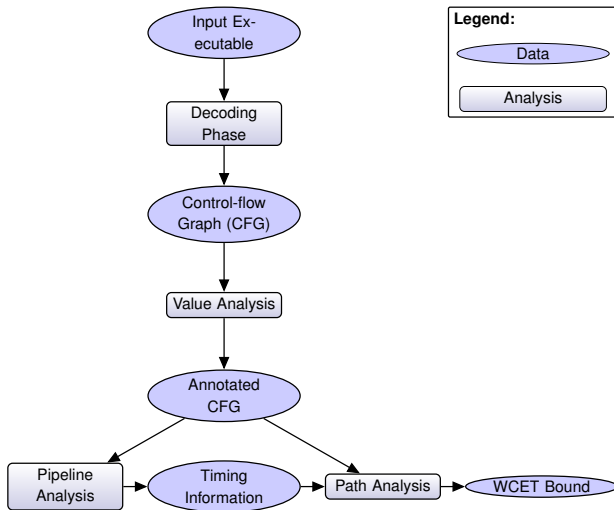 Input Ex-
ecutable
Legend:
Data
Analysis
Decoding
Phase
Control-flow
Graph (CFG)
Value Analysis
Annotated
CFG
Pipeline
Analysis
Timing
Information
Path Analysis
WCET Bound